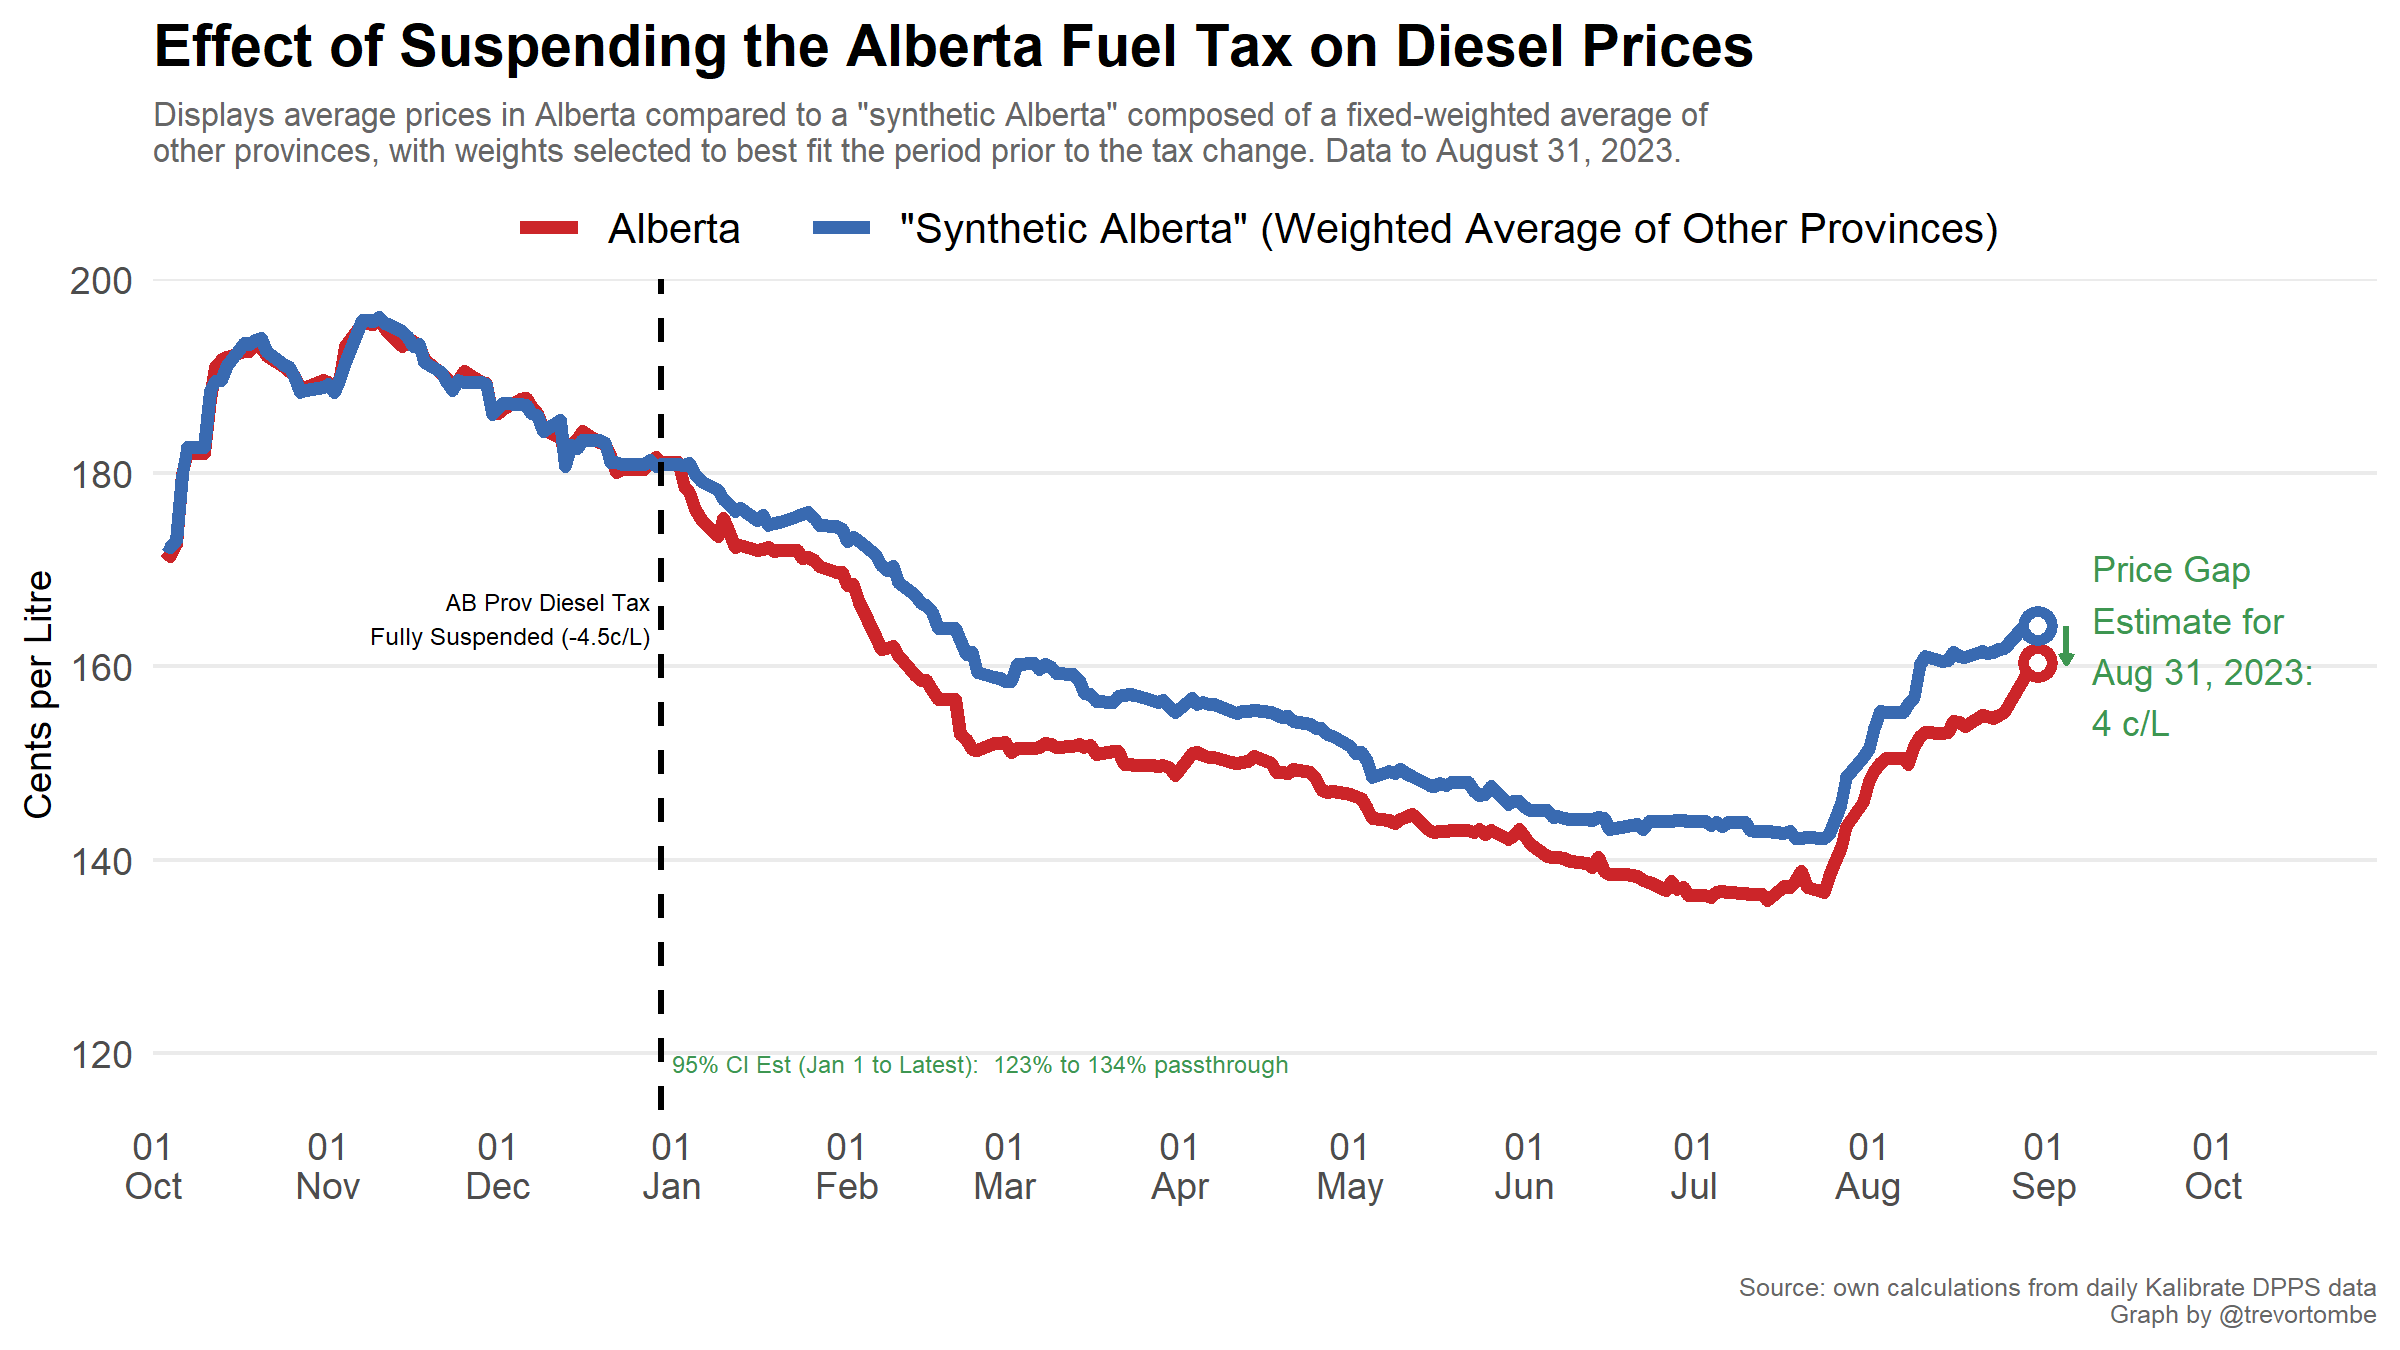 Effect of Suspending the Alberta Fuel Tax on Diesel Prices
Displays average prices in Alberta compared to a "synthetic Alberta" composed of a fixed-weighted average of
other provinces, with weights selected to best fit the period prior to the tax change. Data to August 31, 2023.
Alberta
"Synthetic Alberta" (Weighted Average of Other Provinces)
Cents per Litre
200
180
160
140
120
AB Prov Diesel Tax
Fully Suspended (-4.5c/L)
Price Gap
Estimate for
Aug 31, 2023:
4 c/L
95% CI Est (Jan 1 to Latest):  123% to 134% passthrough
01 Oct
01 Nov
01 Dec
01 Jan
01 Feb
01 Mar
01 Apr
01 May
01 Jun
01 Jul
01 Aug
01 Sep
01 Oct
Source: own calculations from daily Kalibrate DPPS data
Graph by @trevortombe